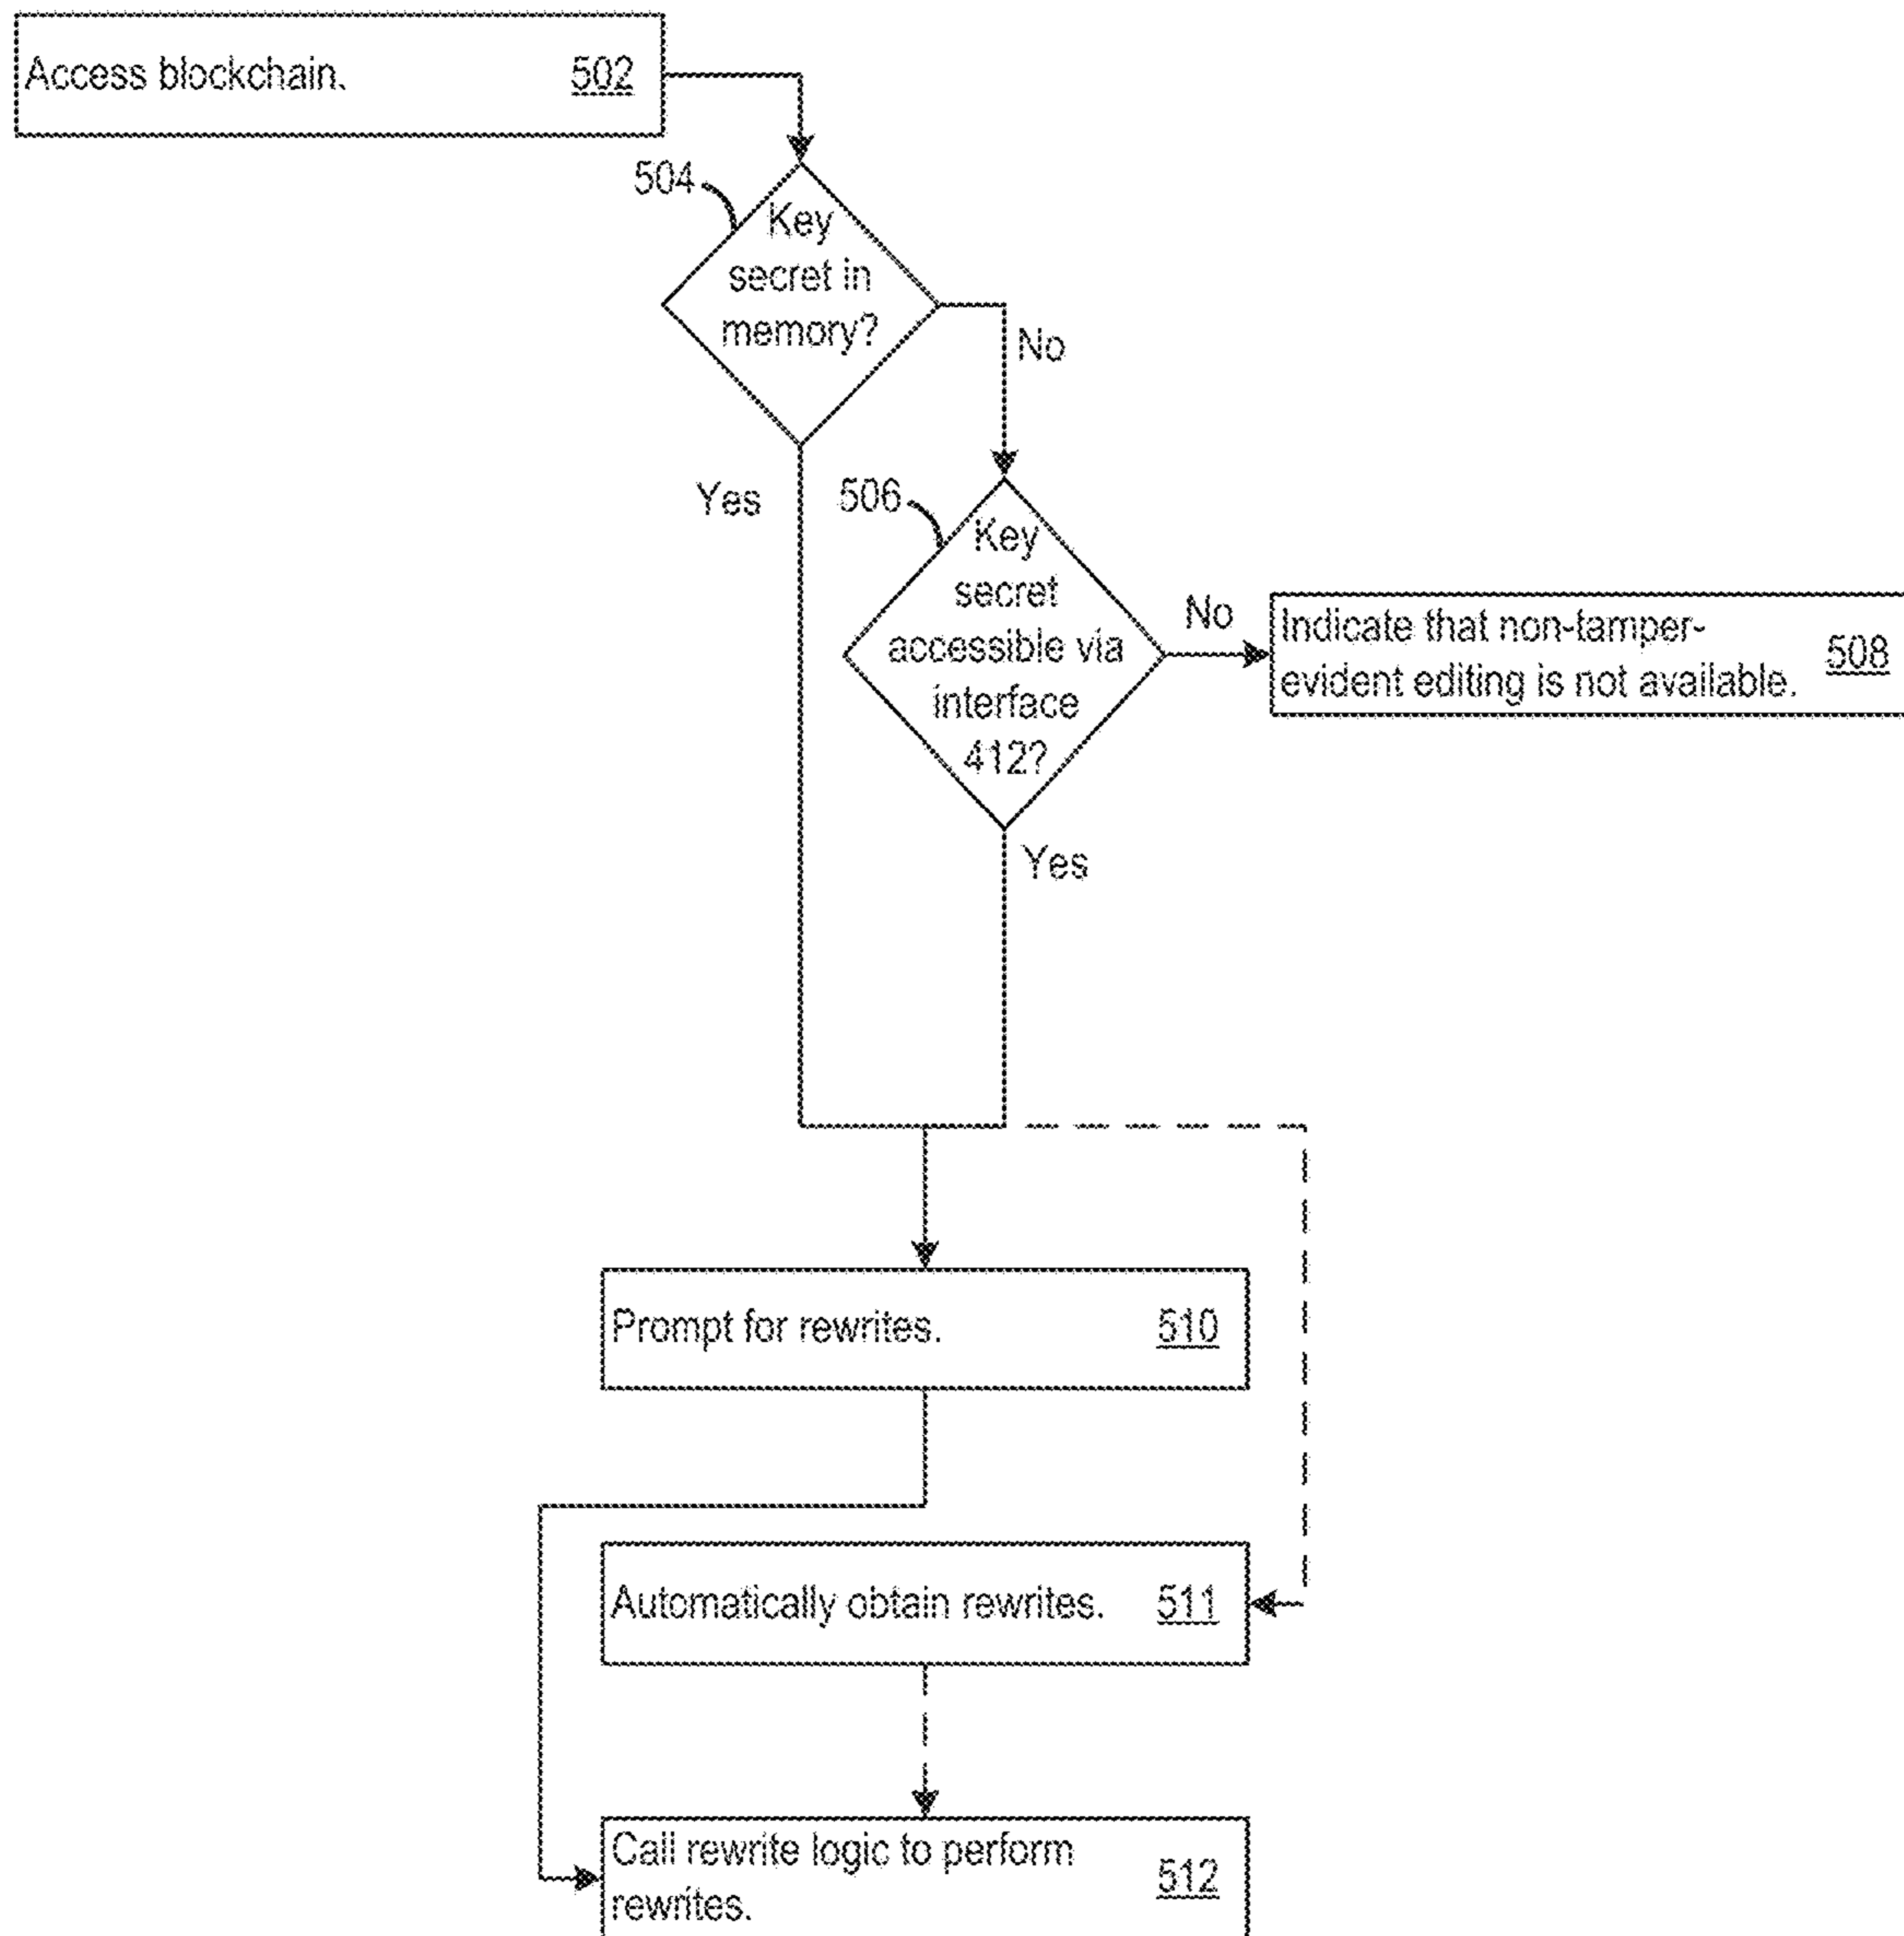 Access blockchain. 502
504
Key
secret in
memory?
No
Yes
506
Key
secret
accessible via
interface
412?
No
Indicate that non-tamper-
evident editing is not available. 508
Yes
Prompt for rewrites. 510
Automatically obtain rewrites. 511
Call rewrite logic to perform
rewrites. 512